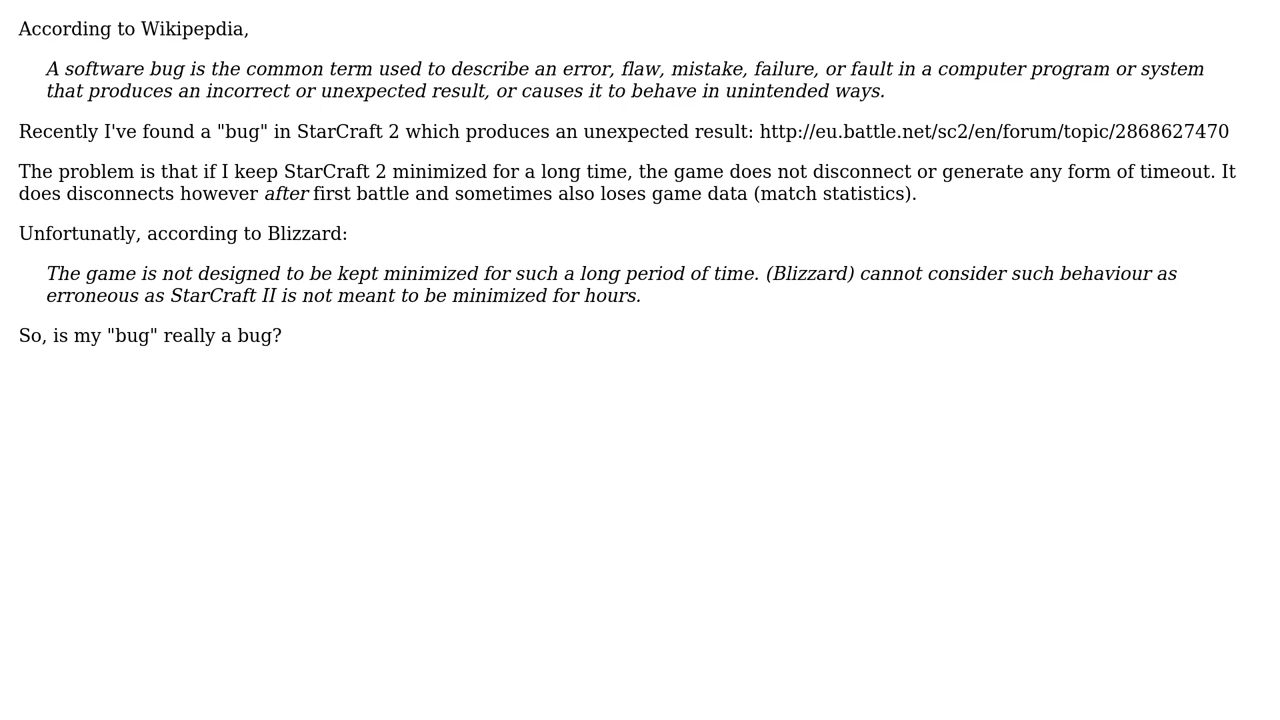 According to Wikipepdia,
A software bug is the common term used to describe an error, flaw, mistake, failure, or fault in a computer program or system
that produces an incorrect or unexpected result, or causes it to behave in unintended ways.
Recently I've found a "bug" in StarCraft 2 which produces an unexpected result: http://eu.battle.net/sc2/en/forum/topic/2868627470
The problem is that if I keep StarCraft 2 minimized for a long time, the game does not disconnect or generate any form of timeout. It
does disconnects however after first battle and sometimes also loses game data (match statistics).
Unfortunatly, according to Blizzard:
The game is not designed to be kept minimized for such a long period of time. (Blizzard) cannot consider such behaviour as
erroneous as StarCraft II is not meant to be minimized for hours.
So, is my "bug" really a bug?